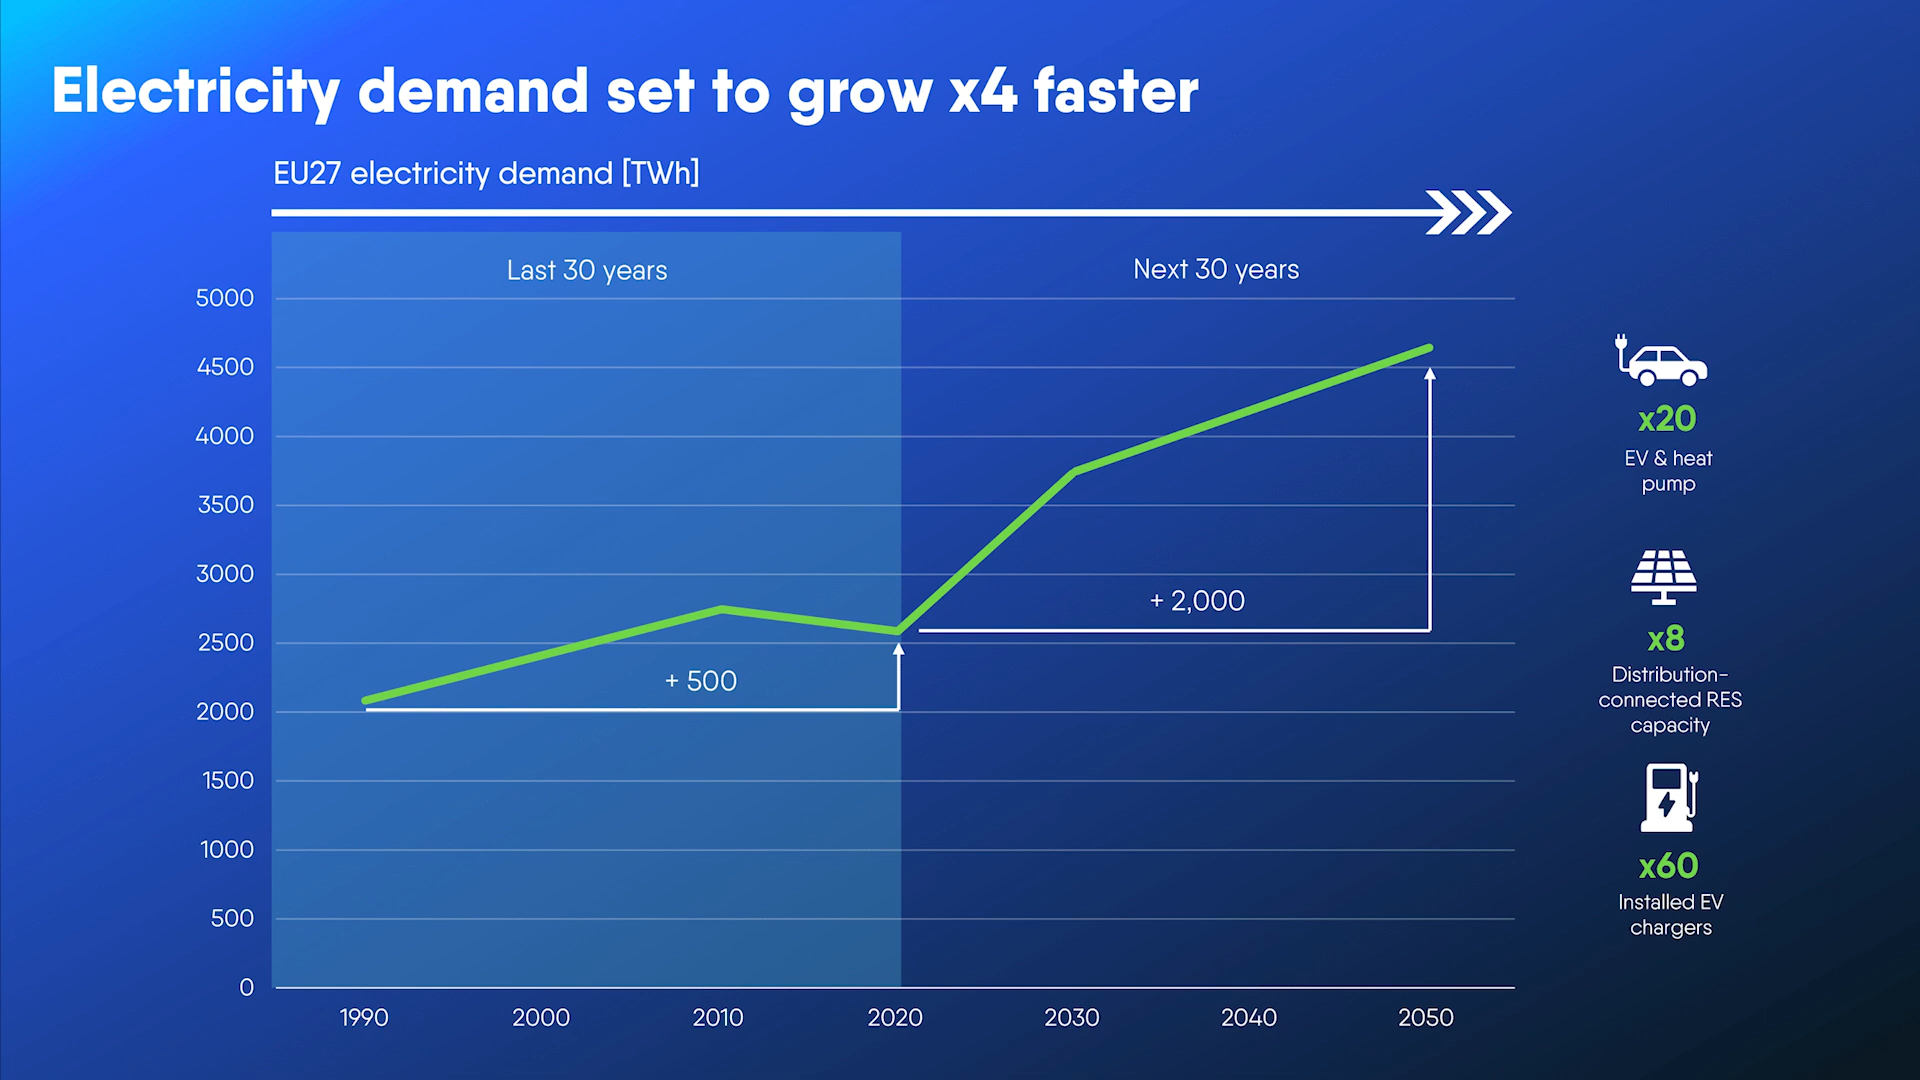 Electricity demand set to grow x4 faster
EU27 electricity demand [TWh]
Last 30 years
Next 30 years
5000
4500
4000
3500
3000
2500
2000
1500
1000
500
0
+ 500
+ 2,000
1990
2000
2010
2020
2030
2040
2050
x20
EV & heat
pump
x8
Distribution-
connected RES
capacity
x60
Installed EV
chargers